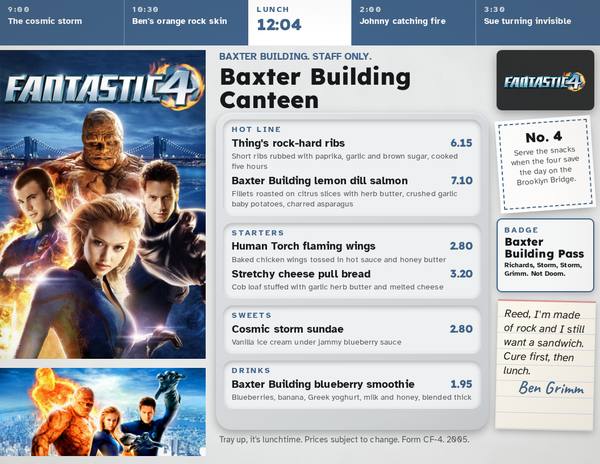 9:00
The cosmic storm
10:30
Ben's orange rock skin
LUNCH
12:04
2:00
Johnny catching fire
3:30
Sue turning invisible
FANTASTIC 4
BAXTER BUILDING. STAFF ONLY.
Baxter Building
Canteen
HOT LINE
Thing's rock-hard ribs 6.15
Short ribs rubbed with paprika, garlic and brown sugar, cooked
five hours
Baxter Building lemon dill salmon 7.10
Fillets roasted on citrus slices with herb butter, crushed garlic
baby potatoes, charred asparagus
STARTERS
Human Torch flaming wings 2.80
Baked chicken wings tossed in hot sauce and honey butter
Stretchy cheese pull bread 3.20
Cob loaf stuffed with garlic herb butter and melted cheese
SWEETS
Cosmic storm sundae 2.80
Vanilla ice cream under jammy blueberry sauce
DRINKS
Baxter Building blueberry smoothie 1.95
Blueberries, banana, Greek yoghurt, milk and honey, blended thick
Tray up, it's lunchtime. Prices subject to change. Form CF-4. 2005.
FANTASTIC 4
No. 4
Serve the snacks
when the four save
the day on the
Brooklyn Bridge.
BADGE
Baxter
Building Pass
Richards, Storm, Storm,
Grimm. Not Doom.
Reed, I'm made
of rock and I still
want a sandwich.
Cure first, then
lunch.
Ben Grimm